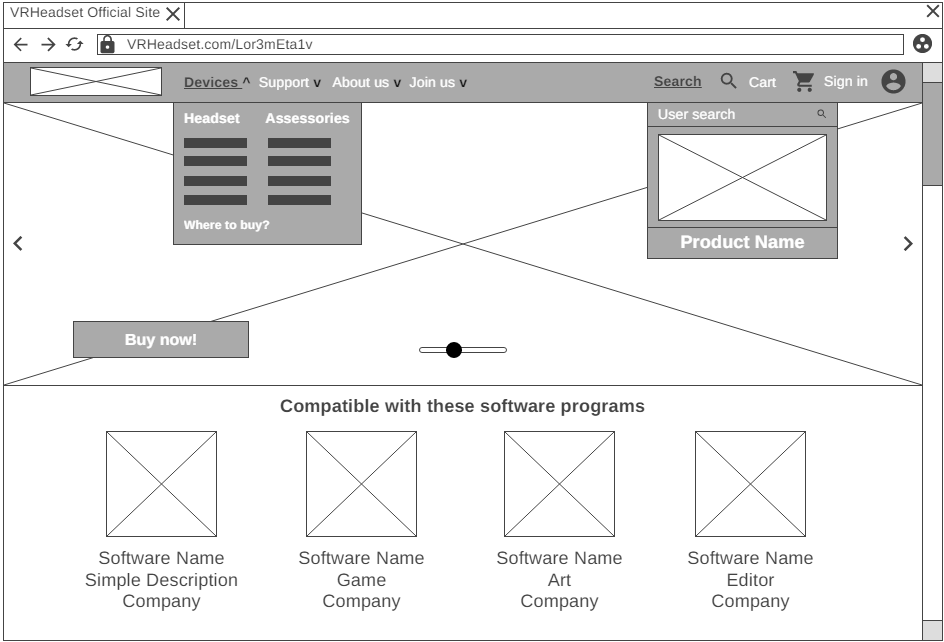 VRHeadset Official Site
VRHeadset.com/Lor3mEta1v
Devices ^ Support v About us v Join us v Search Cart Sign in
Headset Assessories
User search
Where to buy?
Product Name
Buy now!
Compatible with these software programs
Software Name Software Name Software Name Software Name
Simple Description Game Art Editor
Company Company Company Company